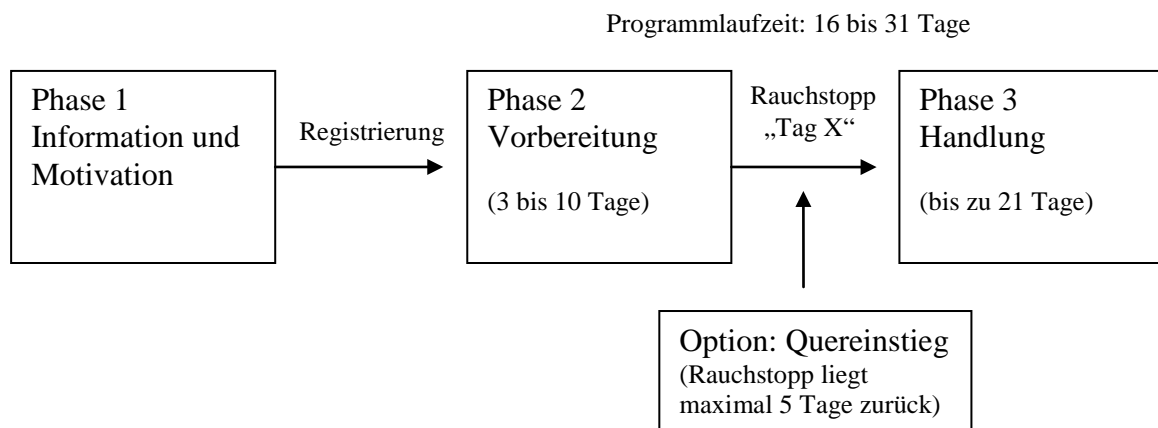 Programmlaufzeit: 16 bis 31 Tage
Phase 1
Information und
Motivation
Registrierung
Phase 2
Vorbereitung
(3 bis 10 Tage)
Rauchstopp
„Tag X“
Phase 3
Handlung
(bis zu 21 Tage)
Option: Quereinstieg
(Rauchstopp liegt
maximal 5 Tage zurück)